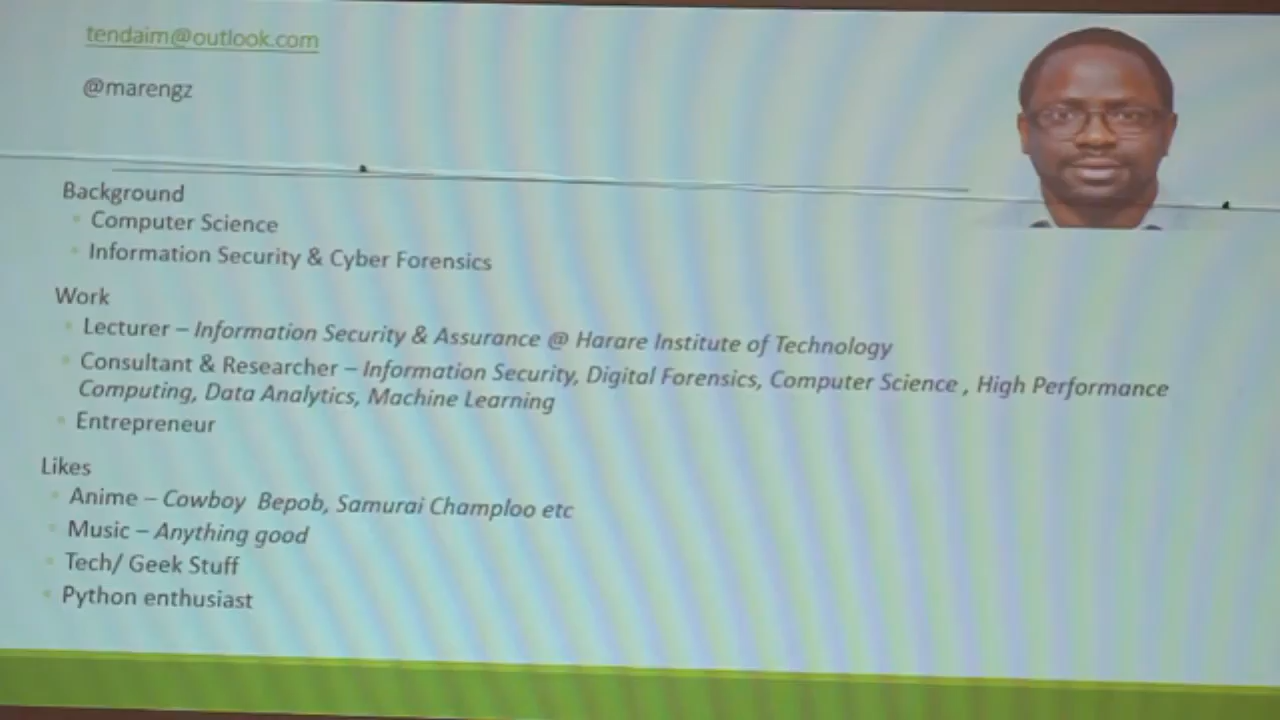 tendaim@outlook.com
@marengz
Background
Computer Science
Information Security & Cyber Forensics
Work
Lecturer – Information Security & Assurance @ Harare Institute of Technology
Consultant & Researcher – Information Security, Digital Forensics, Computer Science , High Performance
Computing, Data Analytics, Machine Learning
Entrepreneur
Likes
Anime – Cowboy Bepob, Samurai Champloo etc
Music – Anything good
Tech/ Geek Stuff
Python enthusiast